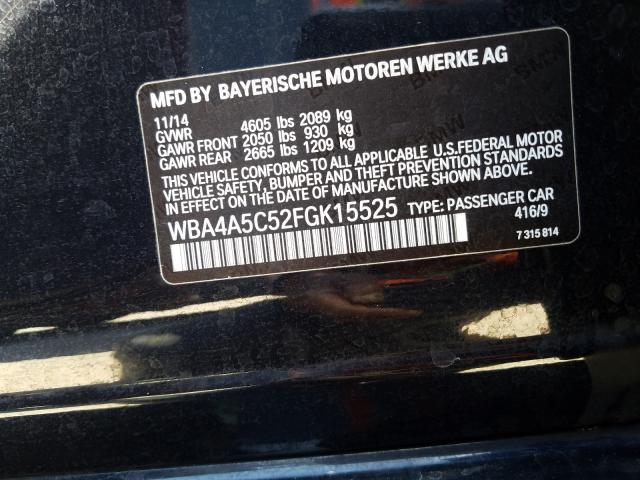 MFD BY BAYERISCHE MOTOREN WERKE AG
11/14
GVWR 4605 lbs 2089 kg
GAWR FRONT 2050 lbs 930 kg
GAWR REAR 2665 lbs 1209 kg
THIS VEHICLE CONFORMS TO ALL APPLICABLE U.S.FEDERAL MOTOR
VEHICLE SAFETY, BUMPER AND THEFT PREVENTION STANDARDS
IN EFFECT ON THE DATE OF MANUFACTURE SHOWN ABOVE.
WBA4A5C52FGK15525 TYPE: PASSENGER CAR
416/9
7 315 814